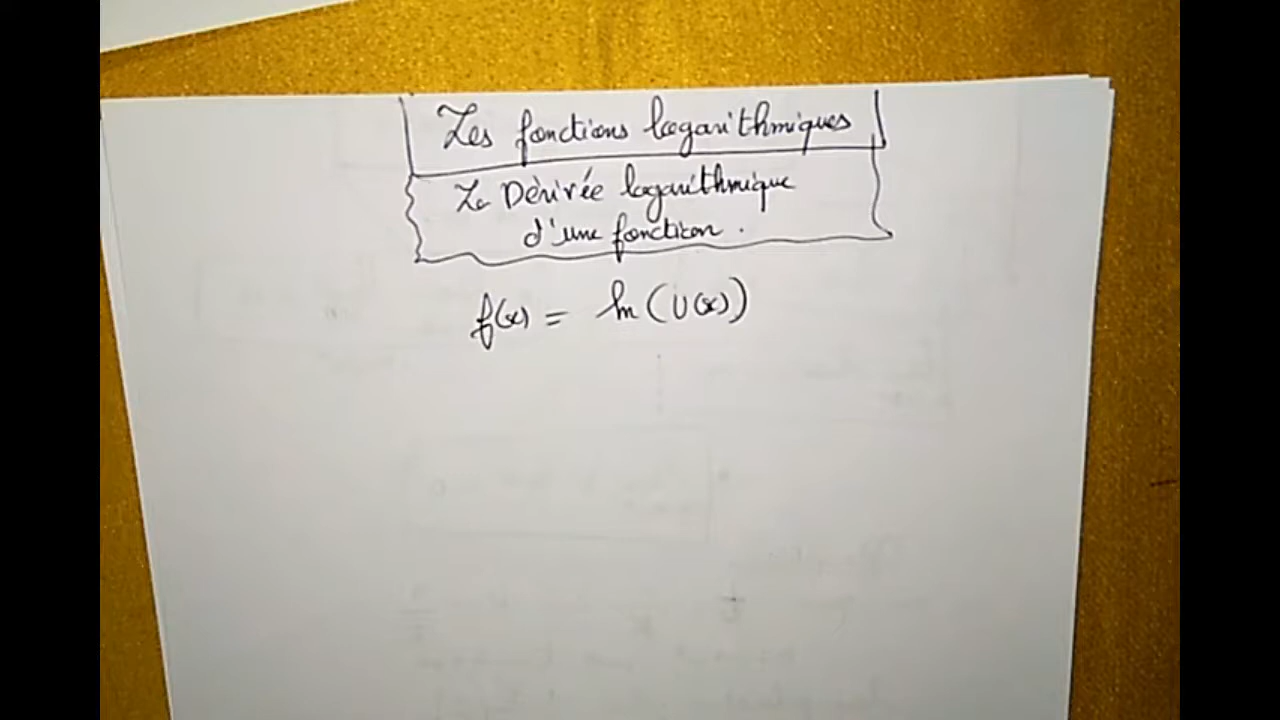 Les fonctions logarithmiques
La Dérivée logarithmique
d'une fonction.
f(x) = ln(U(x))